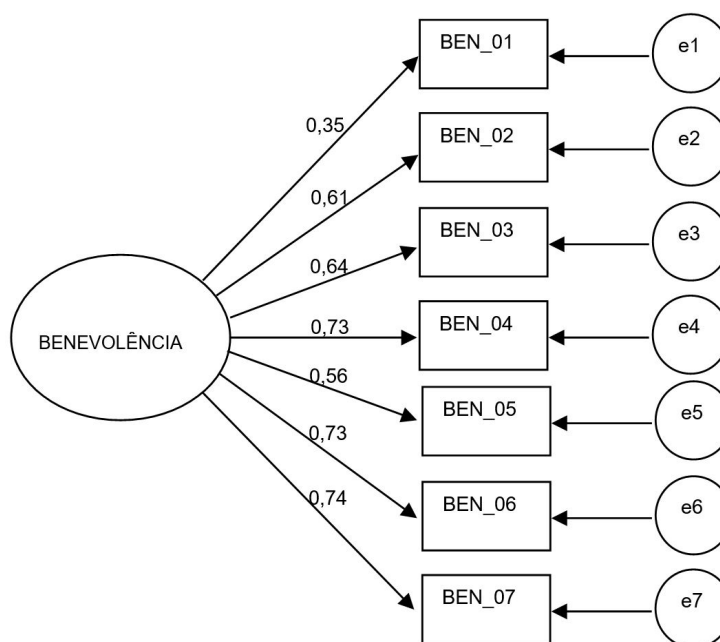 BEN_01
e1
0,35
BEN_02
e2
0,61
BEN_03
e3
0,64
BENEVOLÊNCIA
0,73
BEN_04
e4
0,56
BEN_05
e5
0,73
BEN_06
e6
0,74
BEN_07
e7